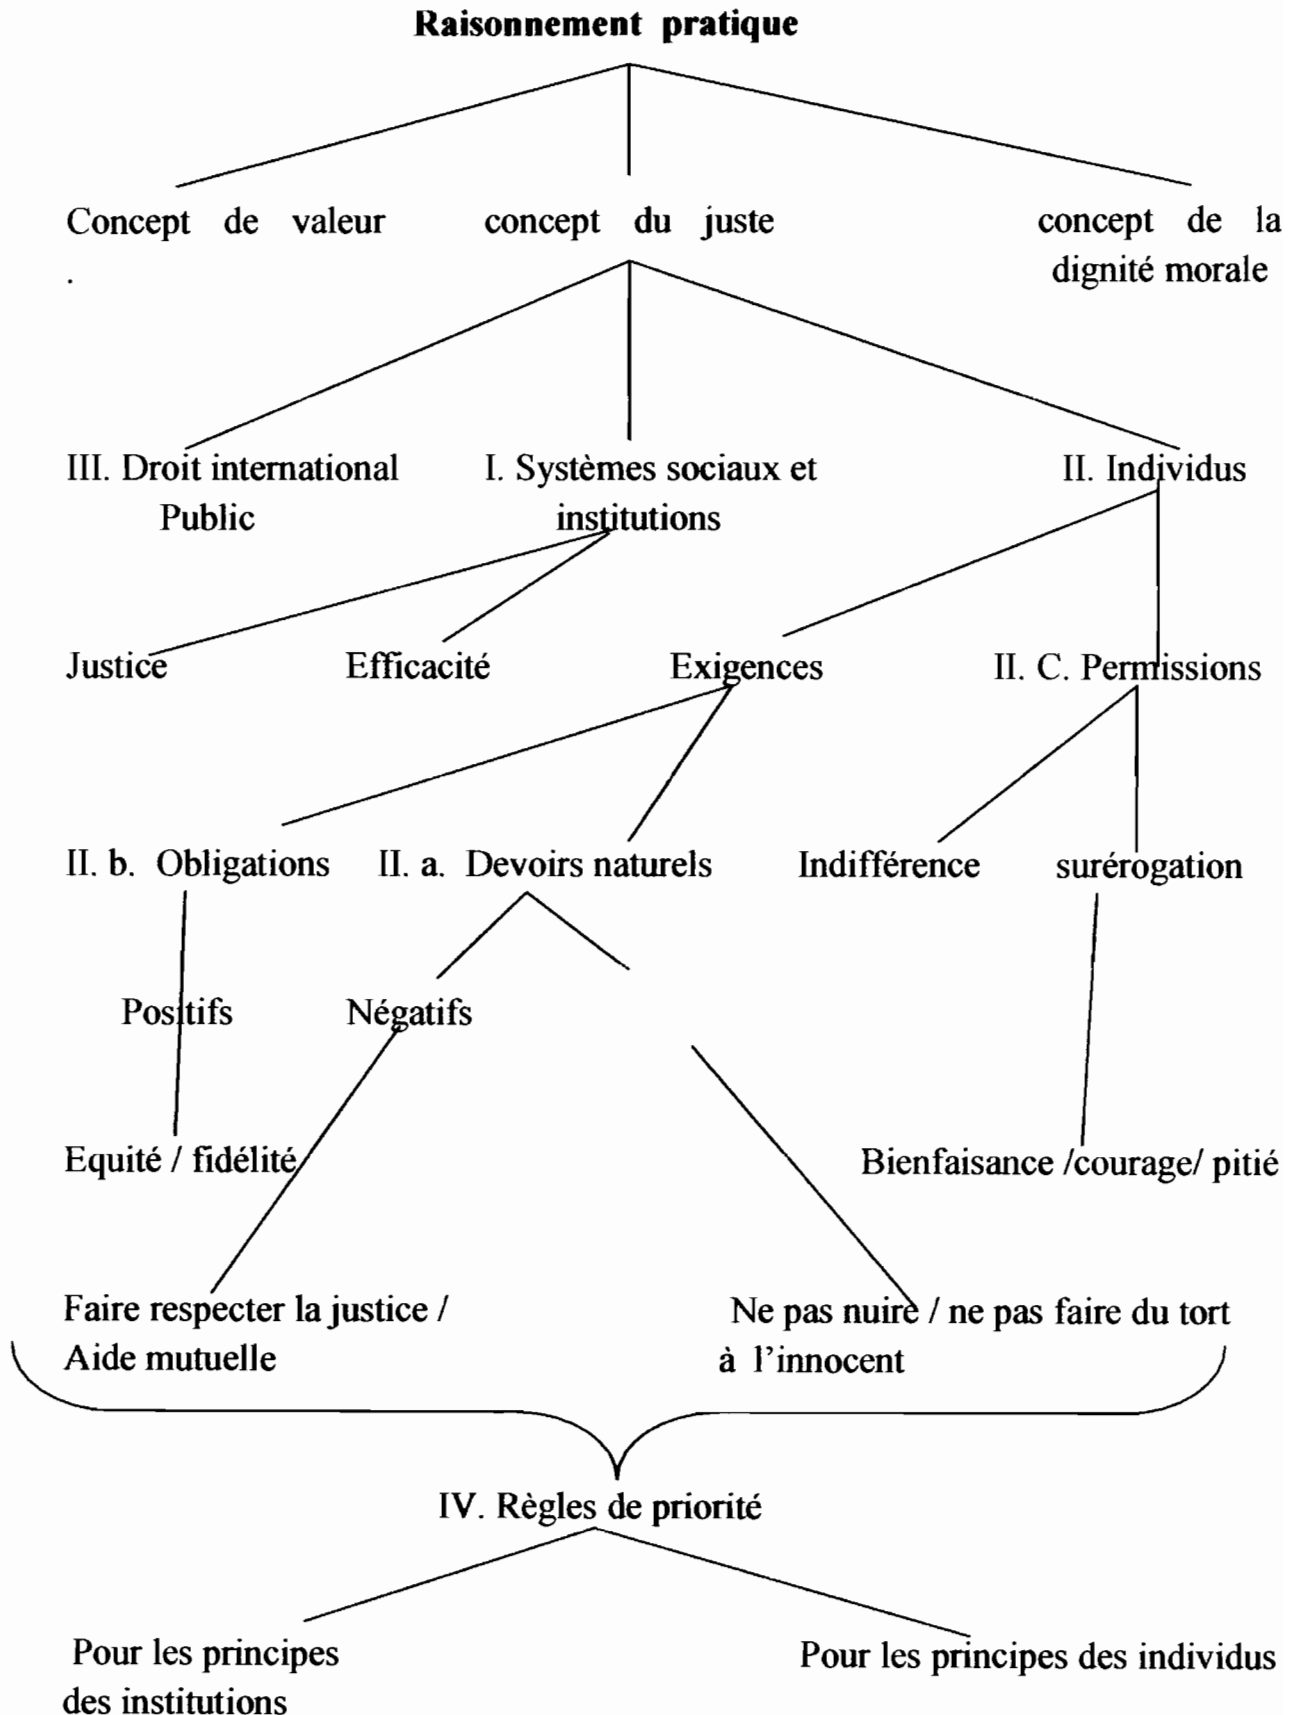 Raisonnement pratique
Concept de valeur concept du juste concept de la
. dignité morale
III. Droit international I. Systèmes sociaux et II. Individus
Public institutions
Justice Efficacité Exigences II. C. Permissions
II. b. Obligations II. a. Devoirs naturels Indifférence surérogation
Positifs Négatifs
Equité / fidélité Bienfaisance /courage/ pitié
Faire respecter la justice / Ne pas nuire / ne pas faire du tort
Aide mutuelle à l'innocent
IV. Règles de priorité
Pour les principes Pour les principes des individus
des institutions